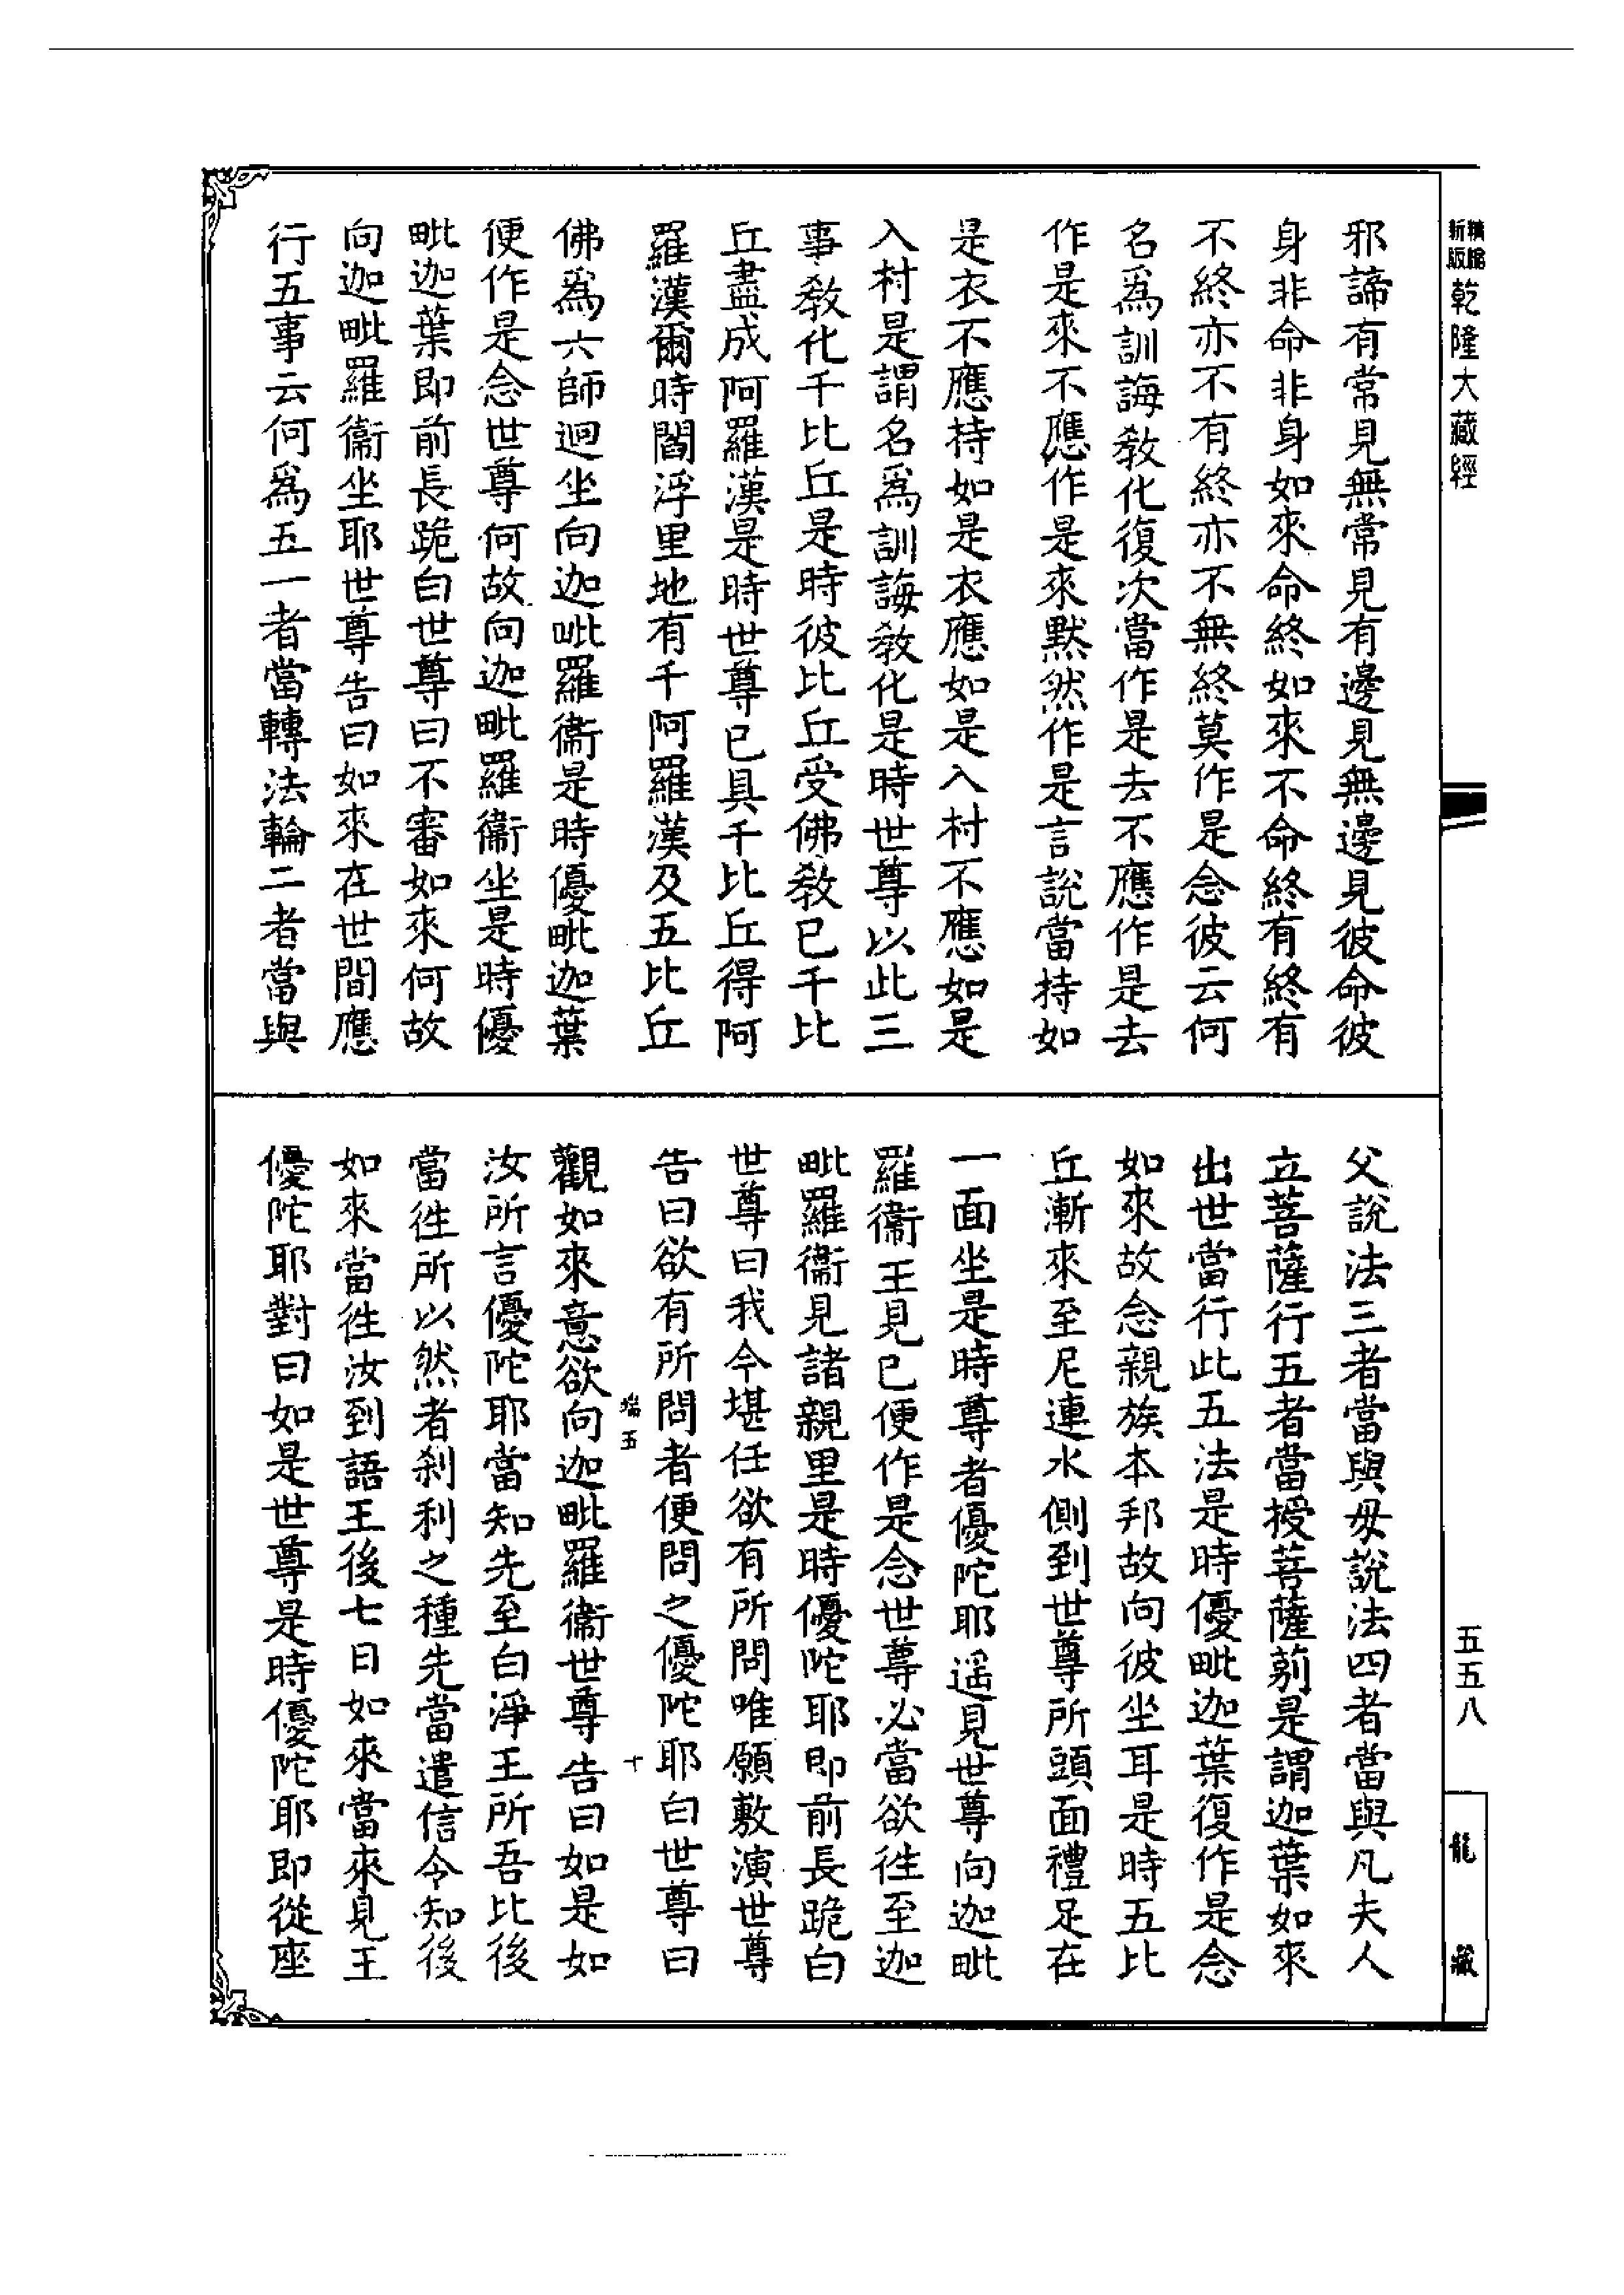 新版
精縮
乾隆大藏經
邪諦有常見無常見有邊見無邊見彼命彼
身非命非身如來命終如來不命終有終有
不終亦不有終亦不無終莫作是念彼云何
名為訓誨教化復次當作是去不應作是去
作是來不應作是來默然作是言說當持如
是衣不應持如是衣應如是入村不應如是
入村是謂名為訓誨教化是時世尊以此三
事教化千比丘是時彼比丘受佛教已千比
丘盡成阿羅漢是時世尊已具千比丘得阿
羅漢爾時閻浮里地有千阿羅漢及五比丘
佛為六師迴坐向迦毗羅衞是時優毗迦葉
便作是念世尊何故向迦毗羅衞坐是時優
毗迦葉即前長跪白世尊曰不審如來何故
向迦毗羅衞坐耶世尊告曰如來在世間應
行五事云何為五一者當轉法輪二者當與
父說法三者當與母說法四者當與凡夫人
立菩薩行五者當授菩薩莂是謂迦葉如來
出世當行此五法是時優毗迦葉復作是念
如來故念親族本邦故向彼坐耳是時五比
丘漸來至尼連水側到世尊所頭面禮足在
一面坐是時尊者優陀耶遥見世尊向迦毗
羅衞王見已便作是念世尊必當欲徃至迦
毗羅衞見諸親里是時優陀耶即前長跪白
世尊曰我今堪任欲有所問唯願敷演世尊
告曰欲有所問者便問之優陀耶白世尊曰
端五
十
觀如來意欲向迦毗羅衞世尊告曰如是如
汝所言優陀耶當知先至白淨王所吾比後
當徃所以然者刹利之種先當遣信令知後
如來當徃汝到語王後七日如來當來見王
優陀耶對曰如是世尊是時優陀耶即從座
五五八
龍藏